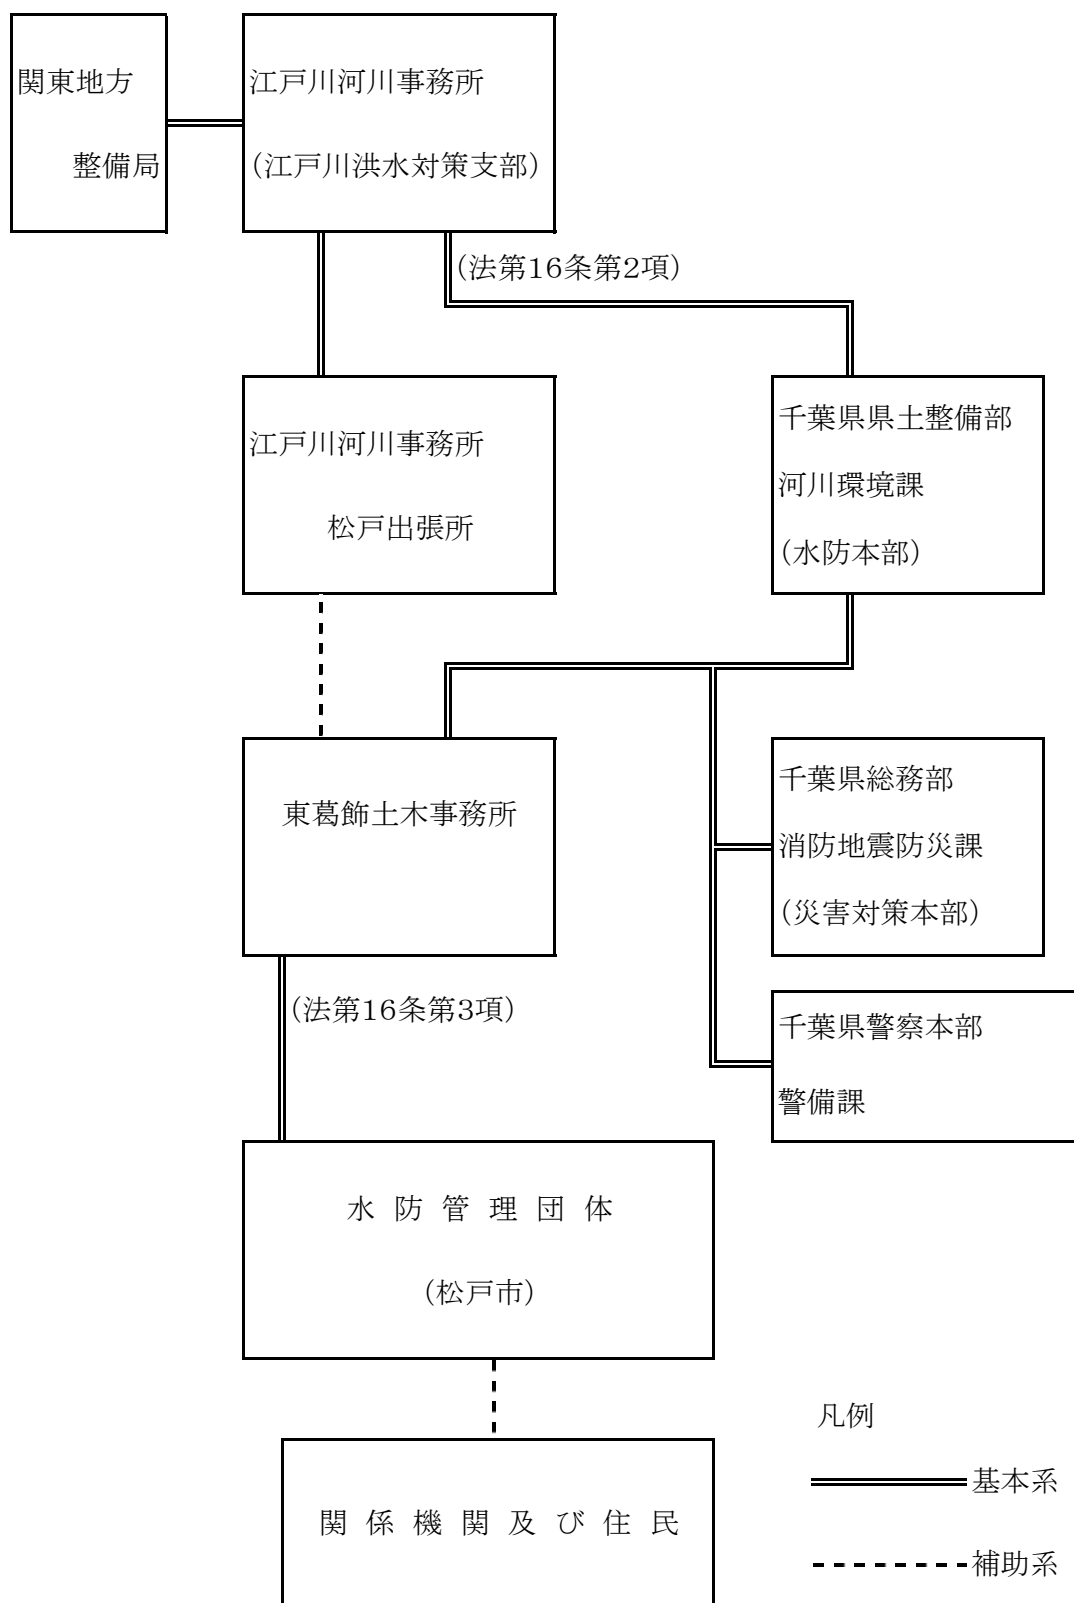 関東地方
整備局
江戸川河川事務所
(江戸川洪水対策支部)
(法第16条第2項)
江戸川河川事務所
松戸出張所
千葉県県土整備部
河川環境課
(水防本部)
東葛飾土木事務所
千葉県総務部
消防地震防災課
(災害対策本部)
(法第16条第3項)
千葉県警察本部
警備課
水防管理団体
(松戸市)
関係機関及び住民
凡例
基本系
補助系